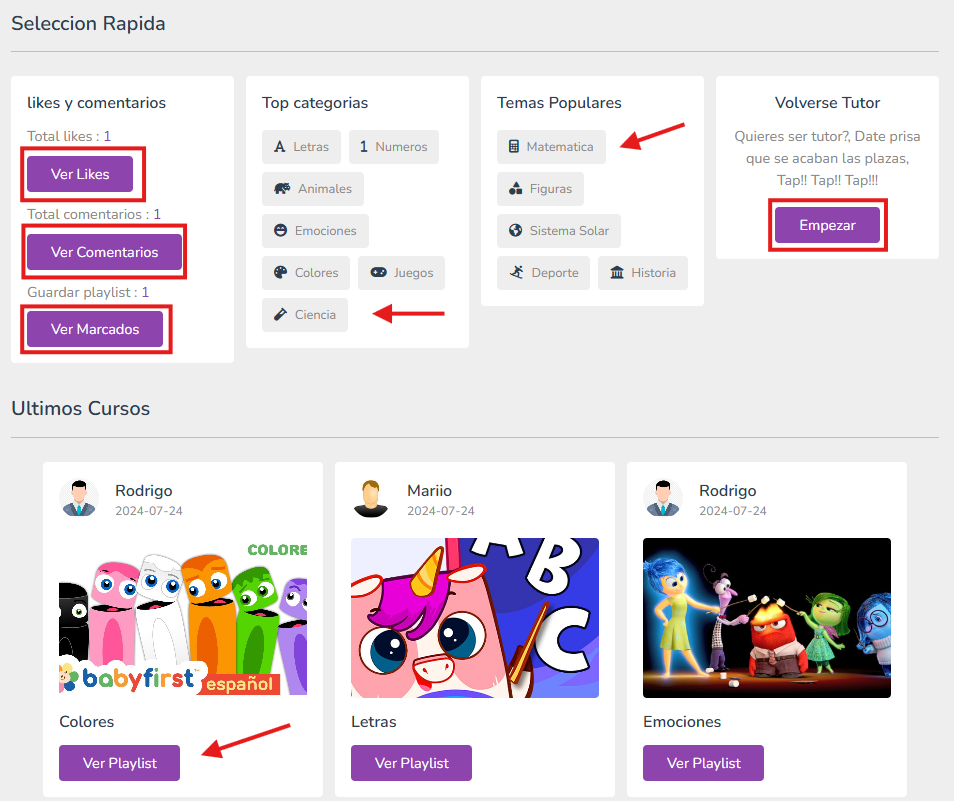 Seleccion Rapida
likes y comentarios
Total likes : 1
Ver Likes
Total comentarios : 1
Ver Comentarios
Guardar playlist : 1
Ver Marcados
Top categorias
A Letras
1 Numeros
Animales
Emociones
Colores
Juegos
Ciencia
Temas Populares
Matematica
Figuras
Sistema Solar
Deporte
Historia
Volverse Tutor
Quieres ser tutor?, Date prisa
que se acaban las plazas,
Tap!! Tap!! Tap!!!
Empezar
Ultimos Cursos
Rodrigo
2024-07-24
COLORE
babyfirst™
español
Colores
Ver Playlist
Mariio
2024-07-24
A B
C
Letras
Ver Playlist
Rodrigo
2024-07-24
Emociones
Ver Playlist